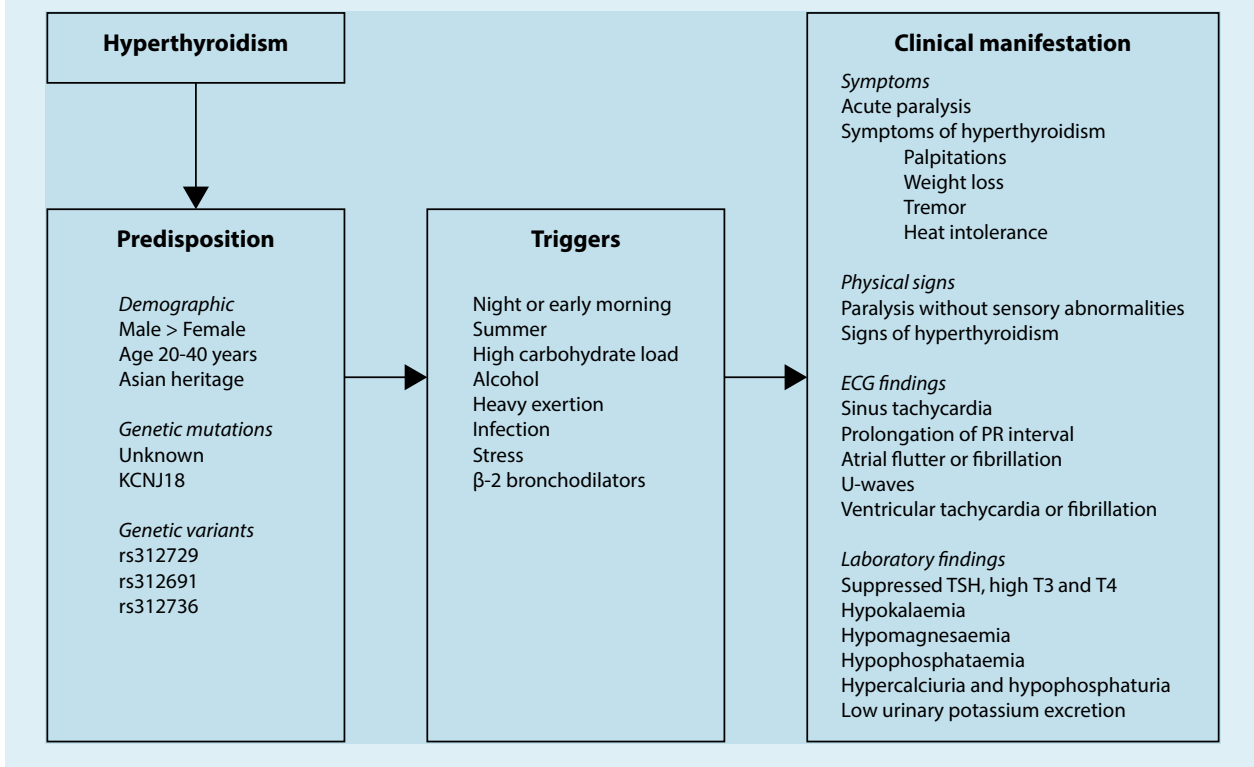 Hyperthyroidism
Predisposition
Demographic
Male > Female
Age 20-40 years
Asian heritage
Genetic mutations
Unknown
KCNJ18
Genetic variants
rs312729
rs312691
rs312736
Triggers
Night or early morning
Summer
High carbohydrate load
Alcohol
Heavy exertion
Infection
Stress
β-2 bronchodilators
Clinical manifestation
Symptoms
Acute paralysis
Symptoms of hyperthyroidism
Palpitations
Weight loss
Tremor
Heat intolerance
Physical signs
Paralysis without sensory abnormalities
Signs of hyperthyroidism
ECG findings
Sinus tachycardia
Prolongation of PR interval
Atrial flutter or fibrillation
U-waves
Ventricular tachycardia or fibrillation
Laboratory findings
Suppressed TSH, high T3 and T4
Hypokalaemia
Hypomagnesaemia
Hypophosphataemia
Hypercalciuria and hypophosphaturia
Low urinary potassium excretion